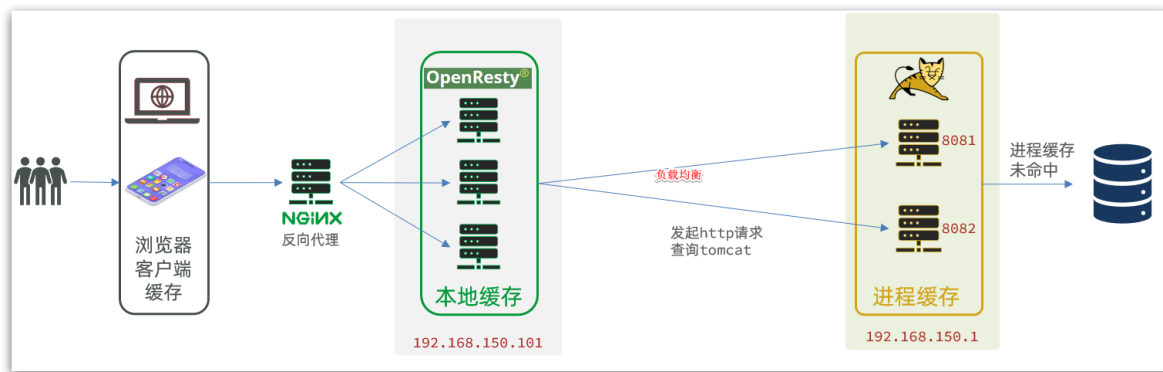 浏览器
客户端
缓存
NGINX
反向代理
OpenResty®
本地缓存
192.168.150.101
负载均衡
发起http请求
查询tomcat
8081
8082
进程缓存
192.168.150.1
进程缓存
未命中